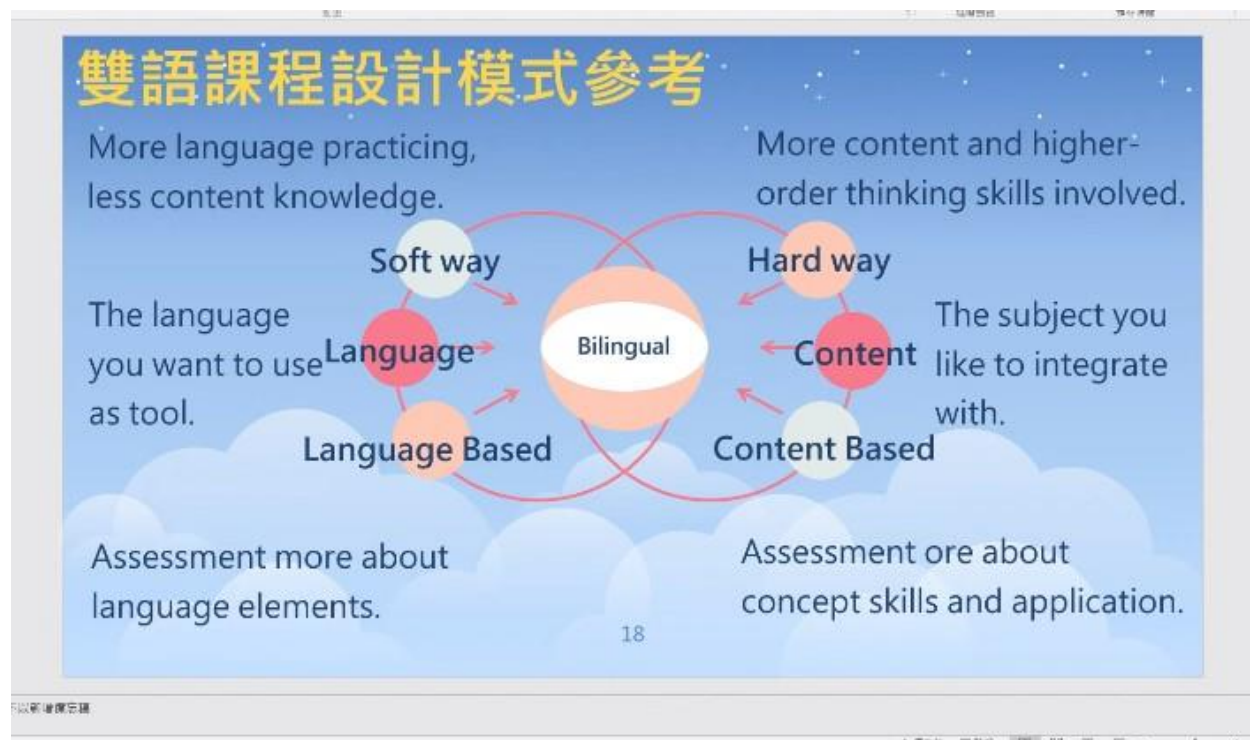 雙語課程設計模式參考
More language practicing,
less content knowledge.
More content and higher-
order thinking skills involved.
Soft way
Hard way
The language
you want to use
as tool.
Language
Bilingual
Content
The subject you
like to integrate
with.
Language Based
Content Based
Assessment more about
language elements.
Assessment ore about
concept skills and application.
18